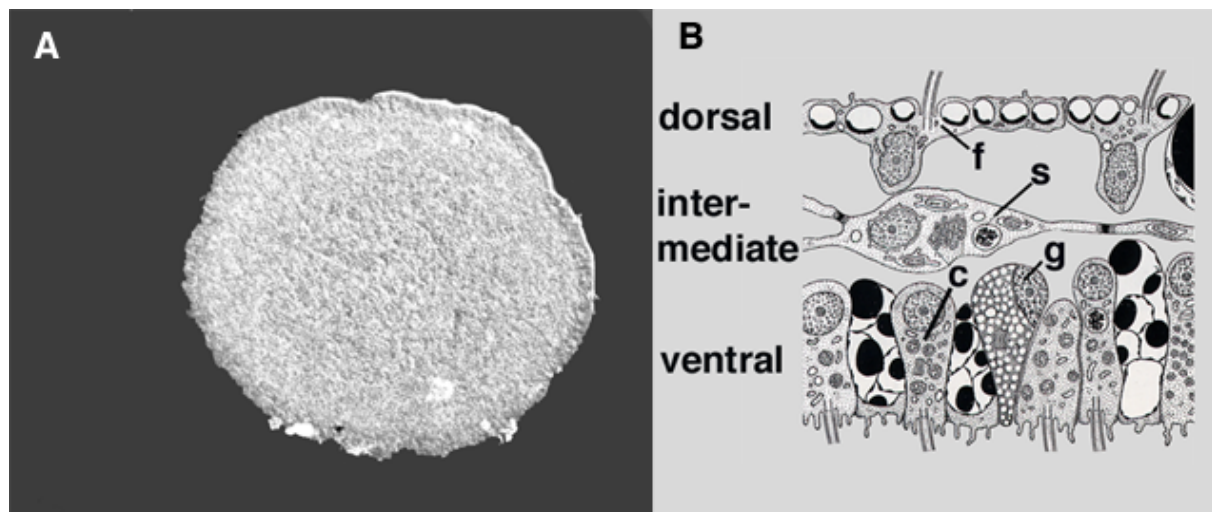 A
B
dorsal
f
s
inter-
mediate
g
c
ventral